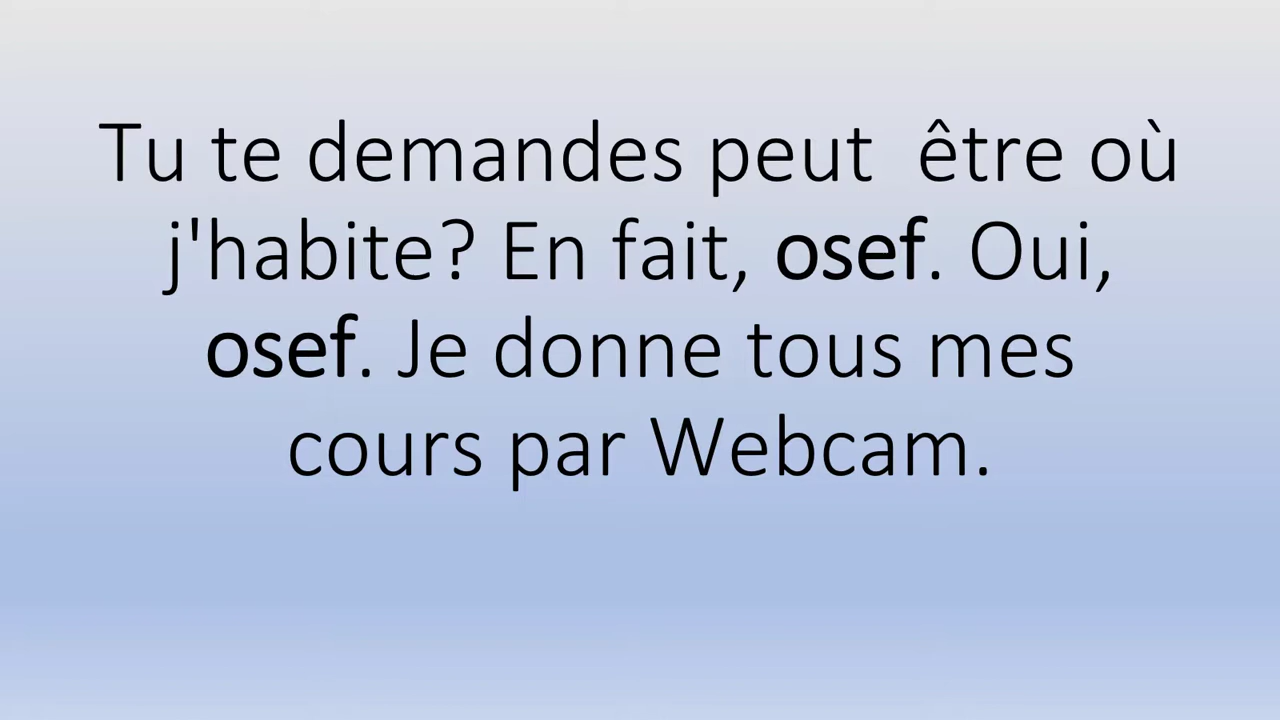 Tu te demandes peut  être où
j'habite? En fait, osef. Oui,
osef. Je donne tous mes
cours par Webcam.